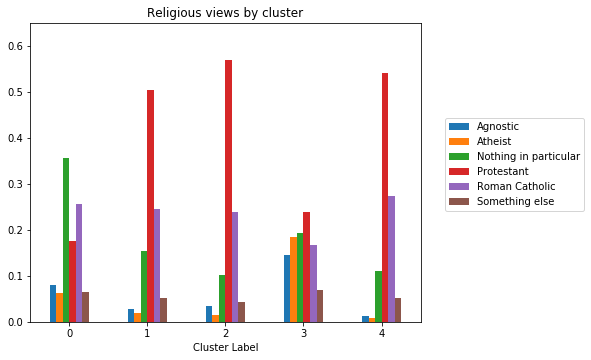 Religious views by cluster
0.6
0.5
0.4
0.3
0.2
0.1
0.0
0 1 2 3 4
Cluster Label
Agnostic
Atheist
Nothing in particular
Protestant
Roman Catholic
Something else